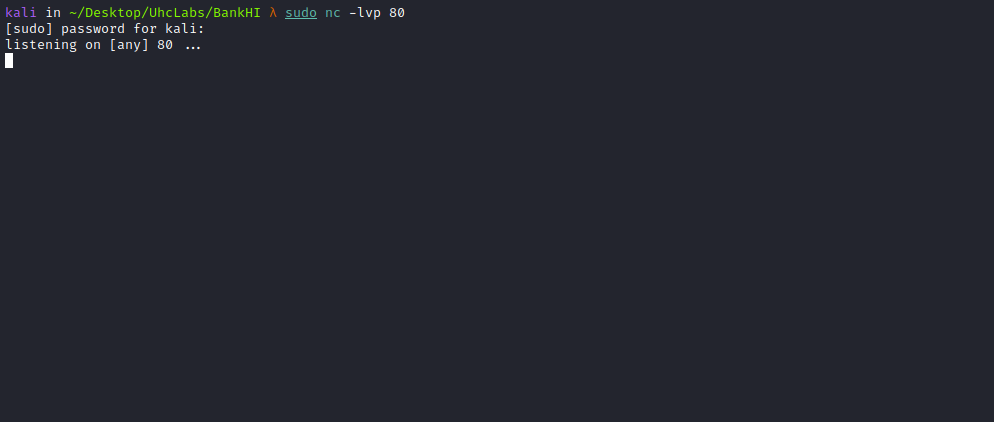 kali in ~/Desktop/UhcLabs/BankHI λ sudo nc -lvp 80
[sudo] password for kali:
listening on [any] 80 ...